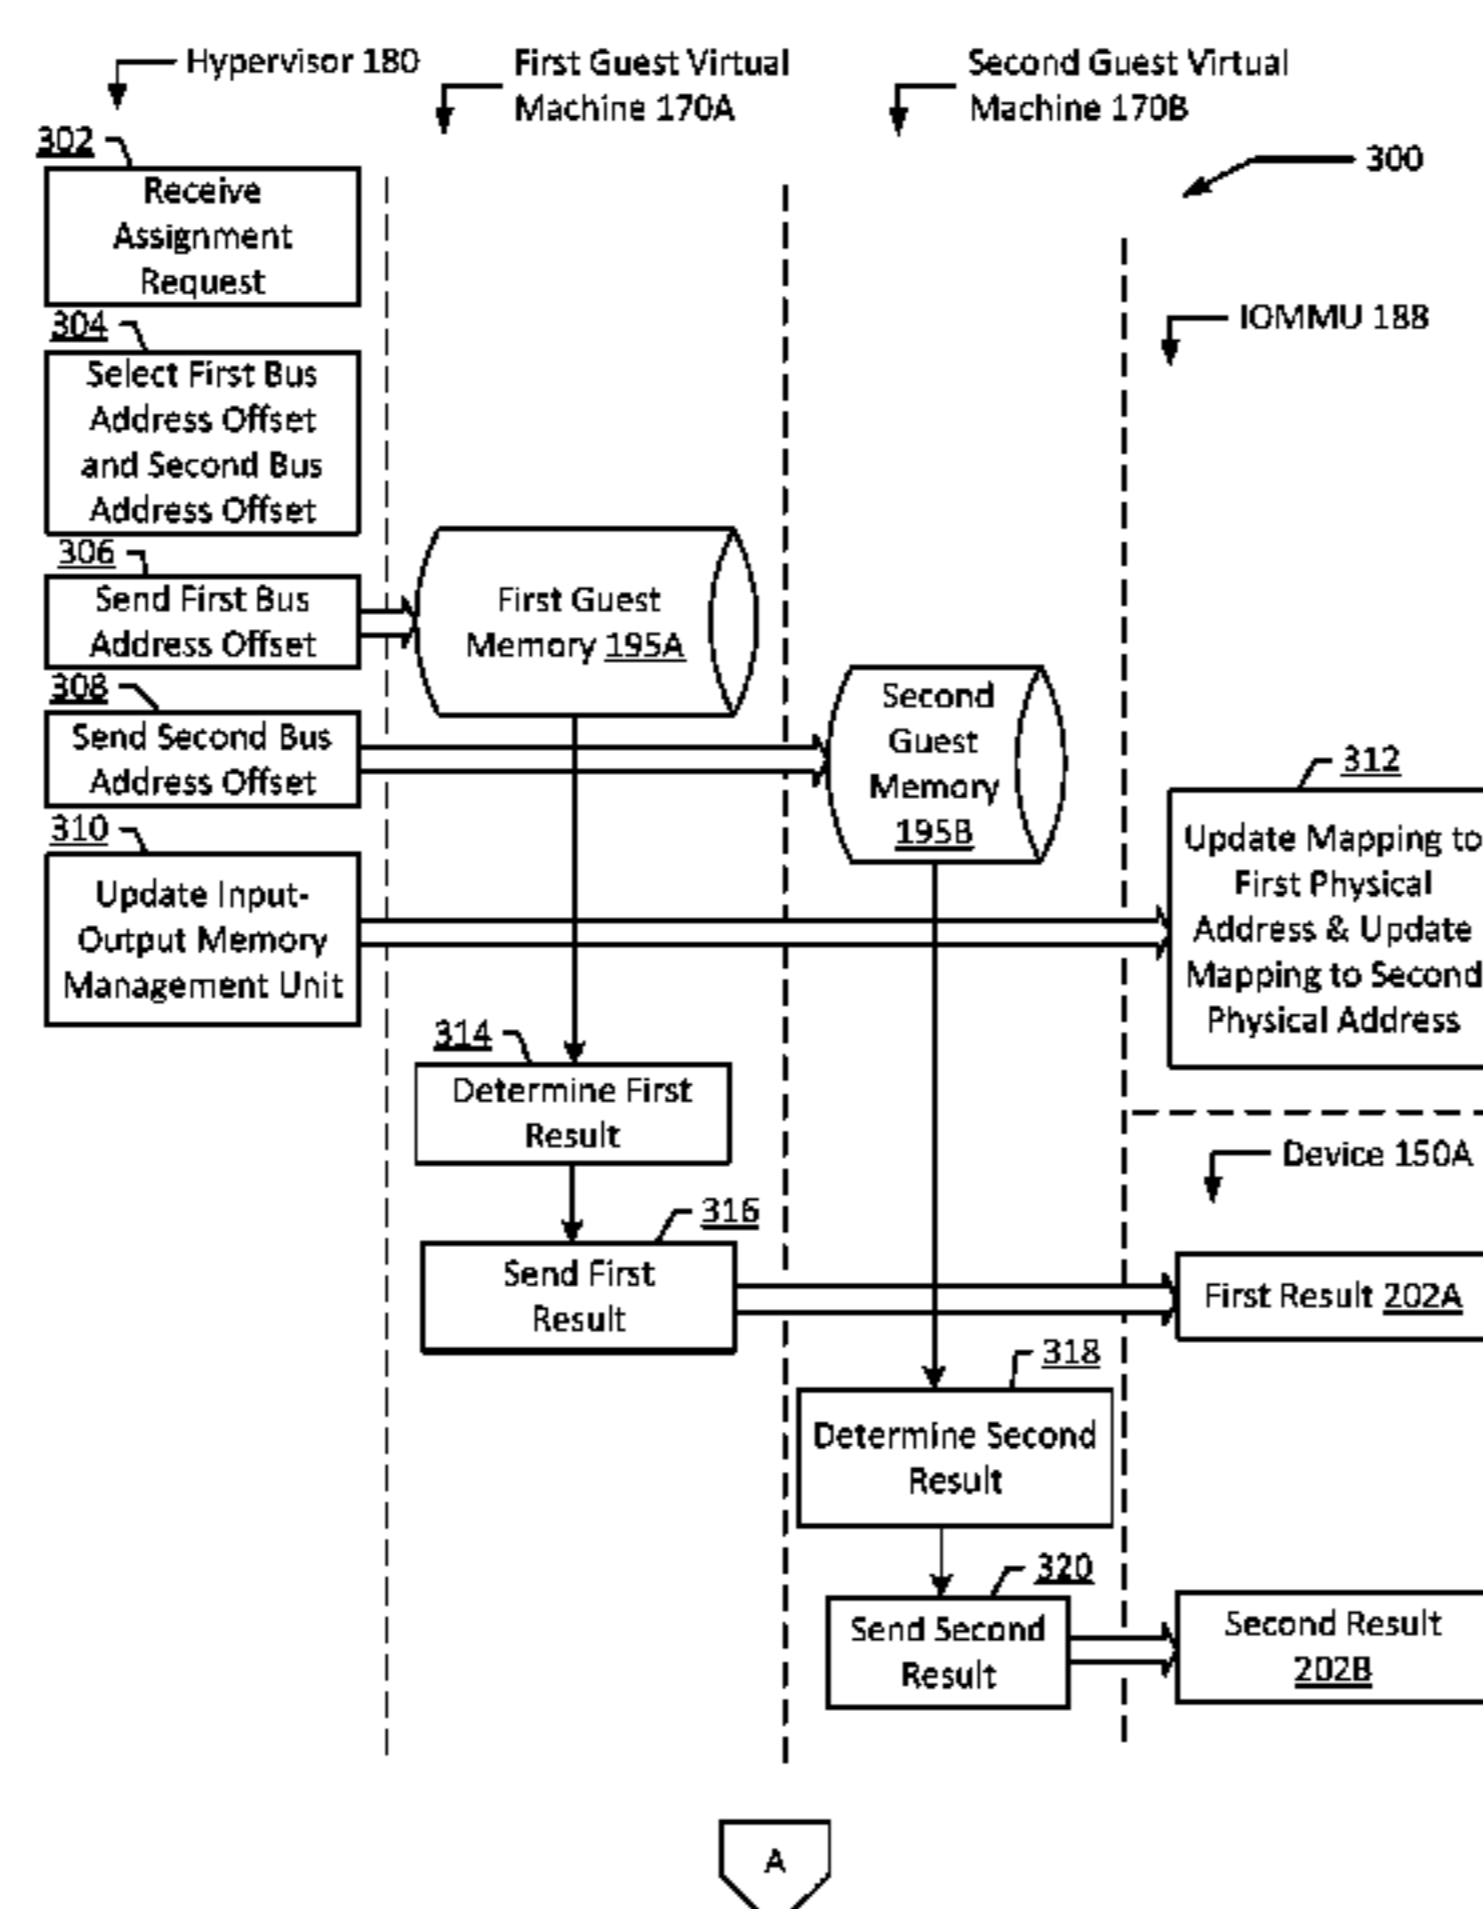 Hypervisor 180
First Guest Virtual
Machine 170A
Second Guest Virtual
Machine 170B
300
302
Receive
Assignment
Request
304
Select First Bus
Address Offset
and Second Bus
Address Offset
IOMMU 188
306
Send First Bus
Address Offset
First Guest
Memory 195A
308
Send Second Bus
Address Offset
Second
Guest
Memory
195B
310
Update Input-
Output Memory
Management Unit
312
Update Mapping to
First Physical
Address & Update
Mapping to Second
Physical Address
314
Determine First
Result
Device 150A
316
Send First
Result
First Result 202A
318
Determine Second
Result
320
Send Second
Result
Second Result
202B
A